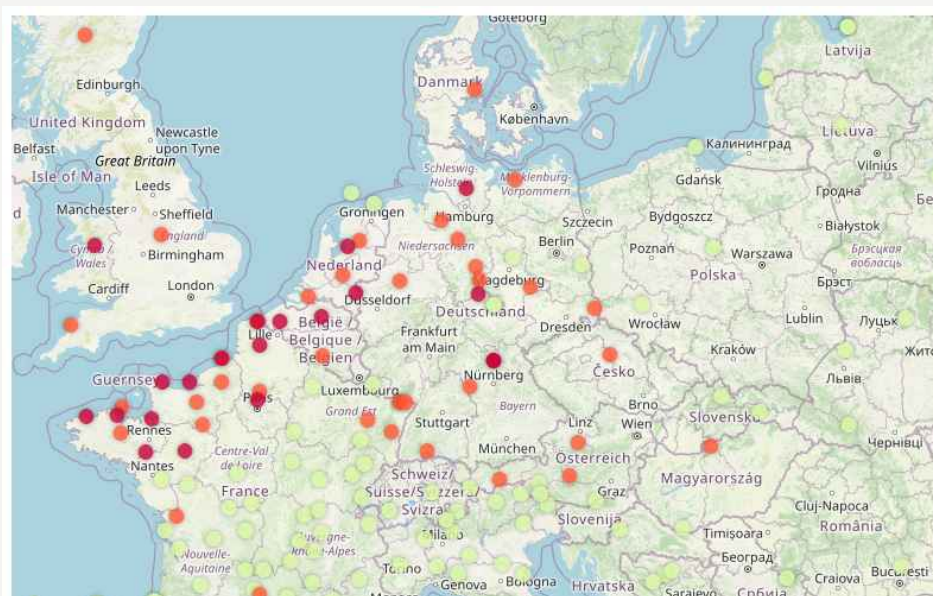 Göteborg
Latvija
Edinburgh
Danmark
København
United Kingdom
Newcastle
upon Tyne
Lietuva
Belfast
Great Britain
Калининград
Vilnius
Isle of Man
Leeds
Schleswig-
Holstein
Mecklenburg-
Vorpommern
Gdańsk
Гродна
Manchester
Sheffield
Groningen
Hamburg
Szczecin
Bydgoszcz
Białystok
England
Cymru /
Wales
Birmingham
Niedersachsen
Berlin
Poznań
Warszawa
Брэсцкая
вобласць
Nederland
Polska
Cardiff
London
Magdeburg
Брэст
Düsseldorf
Deutschland
Lublin
Луцьк
Lille
België /
Belgique /
Belgien
Frankfurt
am Main
Dresden
Wrocław
Kraków
Жито
Guernsey
Luxembourg
Nürnberg
Česko
Львів
Paris
Grand Est
Bayern
Brno
Rennes
Stuttgart
Linz
Wien
Slovensko
Чернівці
Nantes
Centre-Val
de Loire
München
Österreich
France
Schweiz/
Suisse/Svizzera/
Svizra
Graz
Magyarország
Cluj-Napoca
România
Slovenija
Timișoara
Nouvelle-
Aquitaine
Auvergne-
Rhône-Alpes
Milano
Београд
Torino
Genova
Bologna
Hrvatska
Craiova
București
Sarajevo
Србија